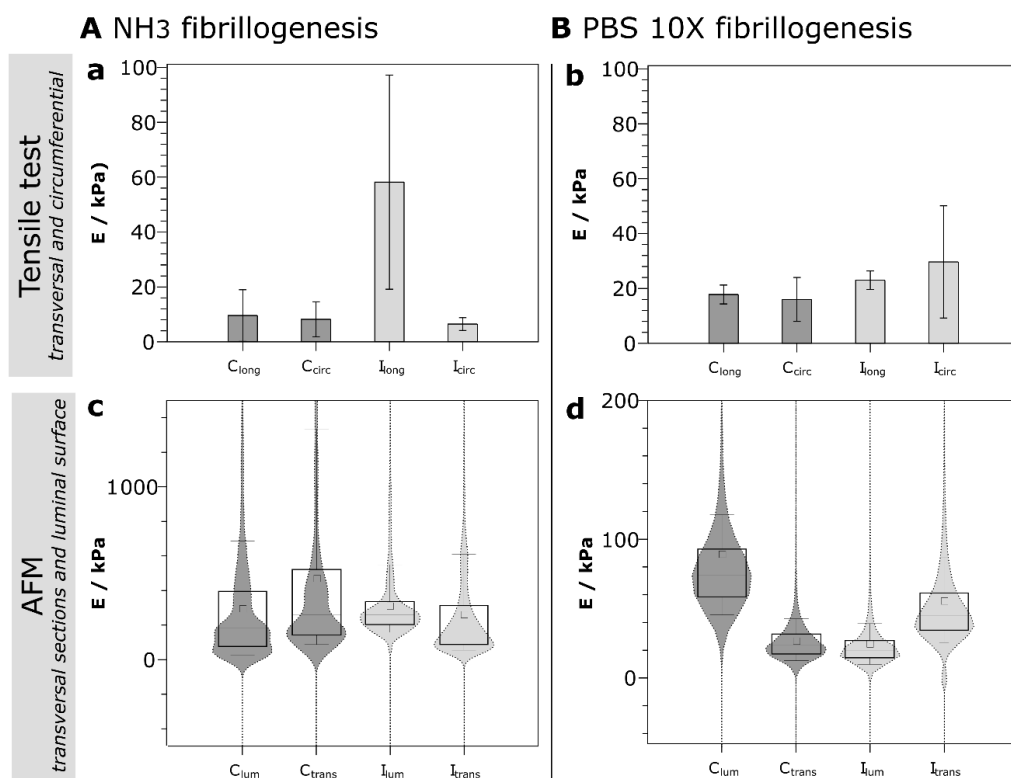 A NH3 fibrillogenesis
B PBS 10X fibrillogenesis
Tensile test
transversal and circumferential
a
E / kPa)
100
80
60
40
20
0
Clong
Ccirc
Ilong
Icirc
b
E / kPa
100
80
60
40
20
0
Clong
Ccirc
Ilong
Icirc
AFM
transversal sections and luminal surface
c
E / kPa
1000
0
Clum
Ctrans
Ilum
Itrans
d
E / kPa
200
100
0
Clum
Ctrans
Ilum
Itrans